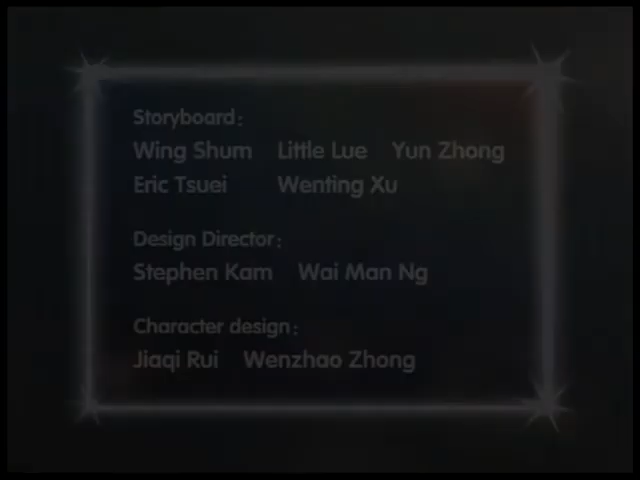 Storyboard:
Wing Shum Little Lue Yun Zhong
Eric Tsuei Wenting Xu
Design Director:
Stephen Kam Wai Man Ng
Character design:
Jiaqi Rui Wenzhao Zhong